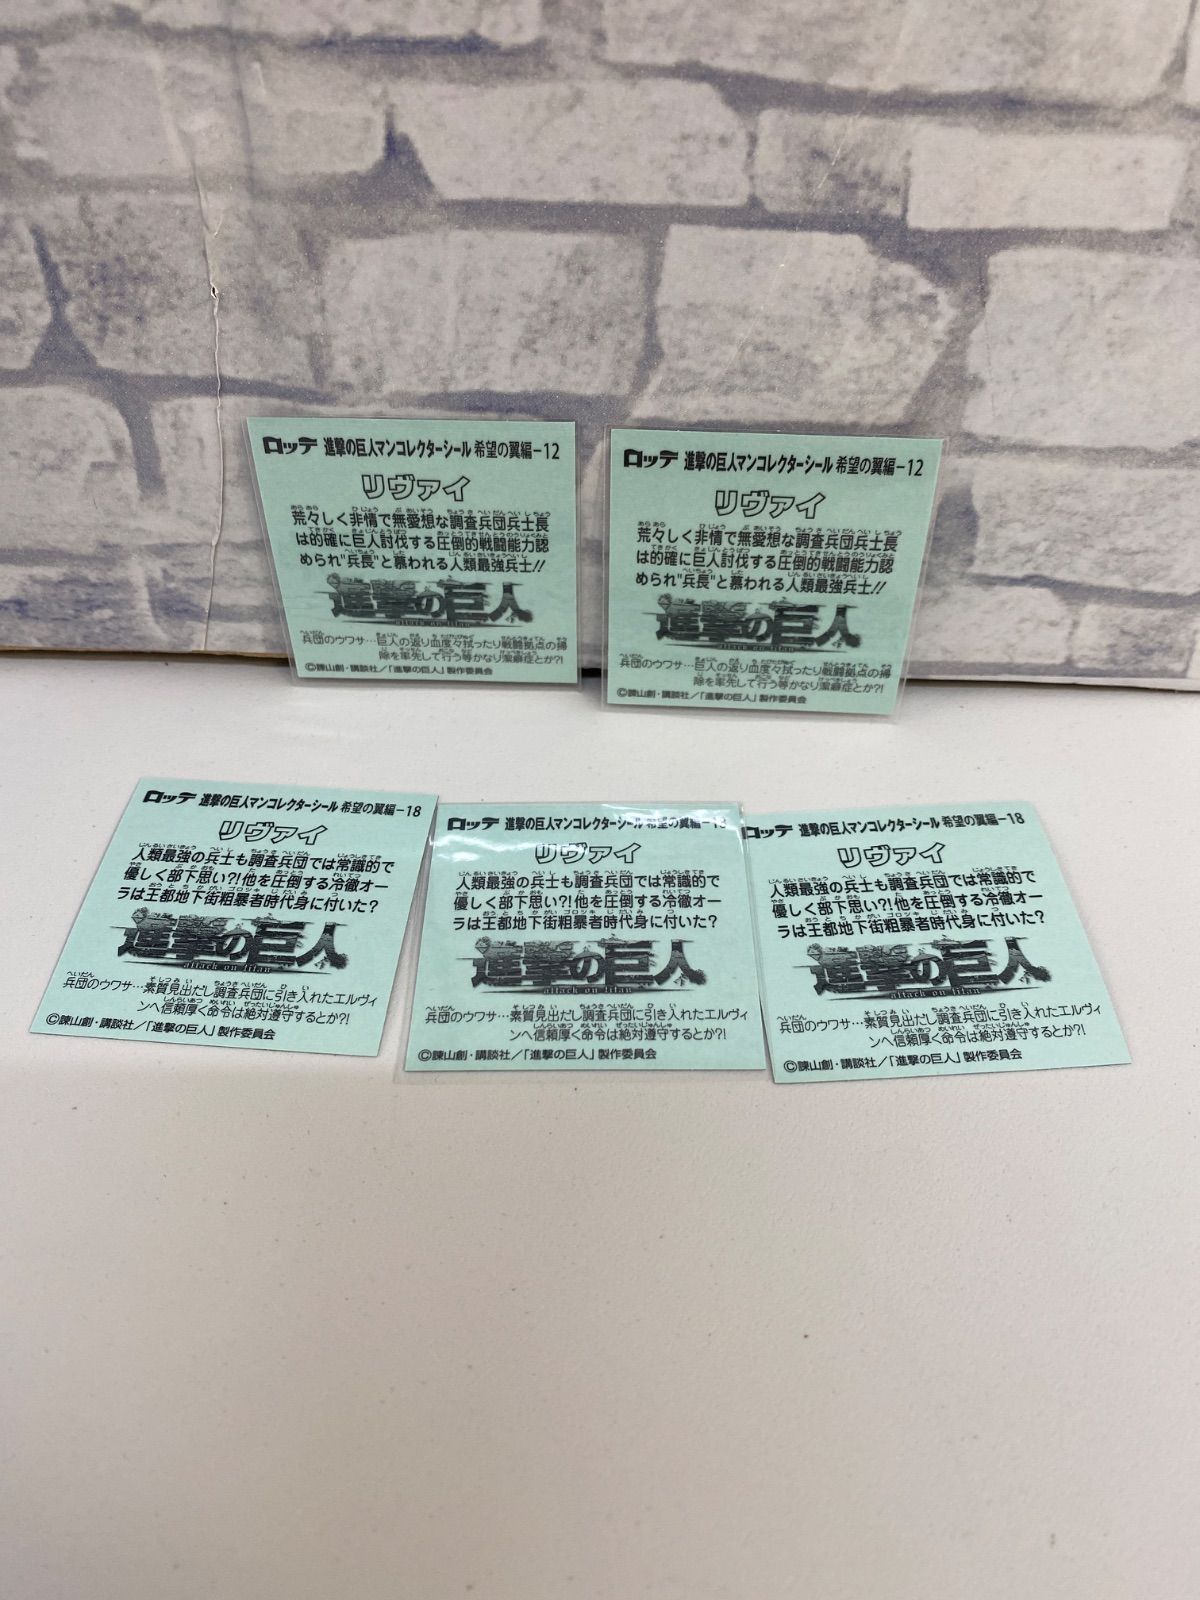 ロッテ 進撃の巨人マンコレクターシール 希望の翼編−12
リヴァイ
荒々しく非情で無愛想な調査兵団兵士長
は的確に巨人討伐する圧倒的戦闘能力認
められ"兵長"と慕われる人類最強兵士!!
進撃の巨人
attack on titan
兵団のウワサ…巨人の返り血度々拭ったり戦闘拠点の掃
除を率先して行う等かなり潔癖症とか?!
©諫山創・講談社/「進撃の巨人」製作委員会
ロッテ 進撃の巨人マンコレクターシール 希望の翼編−12
リヴァイ
荒々しく非情で無愛想な調査兵団兵士長
は的確に巨人討伐する圧倒的戦闘能力認
められ"兵長"と慕われる人類最強兵士!!
進撃の巨人
attack on titan
兵団のウワサ…巨人の返り血度々拭ったり戦闘拠点の掃
除を率先して行う等かなり潔癖症とか?!
©諫山創・講談社/「進撃の巨人」製作委員会
ロッテ 進撃の巨人マンコレクターシール 希望の翼編−18
リヴァイ
人類最強の兵士も調査兵団では常識的で
優しく部下思い?!他を圧倒する冷徹オー
ラは王都地下街粗暴者時代身に付いた?
進撃の巨人
attack on titan
兵団のウワサ…素質見出だし調査兵団に引き入れたエルヴィ
ンへ信頼厚く命令は絶対遵守するとか?!
©諫山創・講談社/「進撃の巨人」製作委員会
ロッテ 進撃の巨人マンコレクターシール 希望の翼編−18
リヴァイ
人類最強の兵士も調査兵団では常識的で
優しく部下思い?!他を圧倒する冷徹オー
ラは王都地下街粗暴者時代身に付いた?
進撃の巨人
attack on titan
兵団のウワサ…素質見出だし調査兵団に引き入れたエルヴィ
ンへ信頼厚く命令は絶対遵守するとか?!
©諫山創・講談社/「進撃の巨人」製作委員会
ロッテ 進撃の巨人マンコレクターシール 希望の翼編−18
リヴァイ
人類最強の兵士も調査兵団では常識的で
優しく部下思い?!他を圧倒する冷徹オー
ラは王都地下街粗暴者時代身に付いた?
進撃の巨人
attack on titan
兵団のウワサ…素質見出だし調査兵団に引き入れたエルヴィ
ンへ信頼厚く命令は絶対遵守するとか?!
©諫山創・講談社/「進撃の巨人」製作委員会